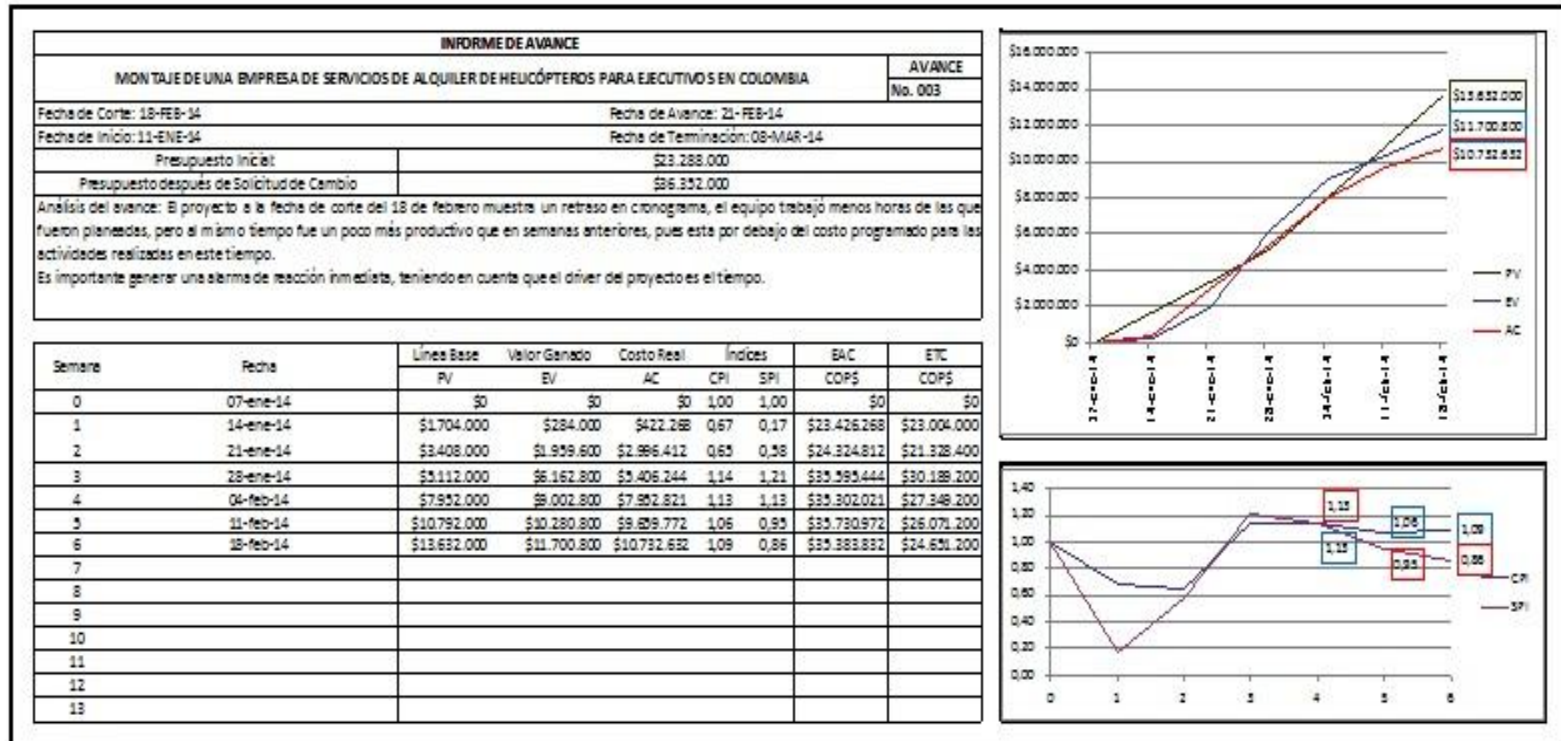 INFORME DE AVANCE
MONTAJE DE UNA EMPRESA DE SERVICIOS DE ALQUILER DE HELICÓPTEROS PARA EJECUTIVOS EN COLOMBIA
AVANCE
No. 003
Fecha de Corte: 18-FEB-14 Fecha de Avance: 21-FEB-14
Fecha de Inicio: 11-ENE-14 Fecha de Terminación: 08-MAR-14
Presupuesto Inicial: $23.288.000
Presupuesto después de Solicitud de Cambio $36.352.000
Análisis del avance: El proyecto a la fecha de corte del 18 de febrero muestra un retraso en cronograma, el equipo trabajó menos horas de las que
fueron planeadas, pero al mismo tiempo fue un poco más productivo que en semanas anteriores, pues esta por debajo del costo programado para las
actividades realizadas en este tiempo.
Es importante generar una alarma de reacción inmediata, teniendo en cuenta que el driver del proyecto es el tiempo.
Semana Fecha Línea Base Valor Ganado Costo Real Índices EAC ETC
PV EV AC CPI SPI COP$ COP$
0 07-ene-14 $0 $0 $0 1,00 1,00 $0 $0
1 14-ene-14 $1.704.000 $284.000 $422.268 0,67 0,17 $23.426.268 $23.004.000
2 21-ene-14 $3.408.000 $1.959.600 $2.996.412 0,65 0,58 $24.324.812 $21.328.400
3 28-ene-14 $5.112.000 $6.162.800 $5.406.244 1,14 1,21 $35.595.444 $30.189.200
4 04-feb-14 $7.952.000 $9.002.800 $7.952.821 1,13 1,13 $35.302.021 $27.349.200
5 11-feb-14 $10.792.000 $10.280.800 $9.659.772 1,06 0,95 $35.730.972 $26.071.200
6 18-feb-14 $13.632.000 $11.700.800 $10.732.632 1,09 0,86 $35.383.832 $24.651.200
7
8
9
10
11
12
13
$16.000.000
$14.000.000
$12.000.000
$10.000.000
$8.000.000
$6.000.000
$4.000.000
$2.000.000
$0
$13.632.000
$11.700.800
$10.732.632
PV
EV
AC
14-ene-14
21-ene-14
28-ene-14
11-feb-14
18-feb-14
1,40
1,20
1,00
0,80
0,60
0,40
0,20
0,00
1,13
1,06
1,09
1,13
0,95
0,86
CPI
SPI
0 1 2 3 4 5 6